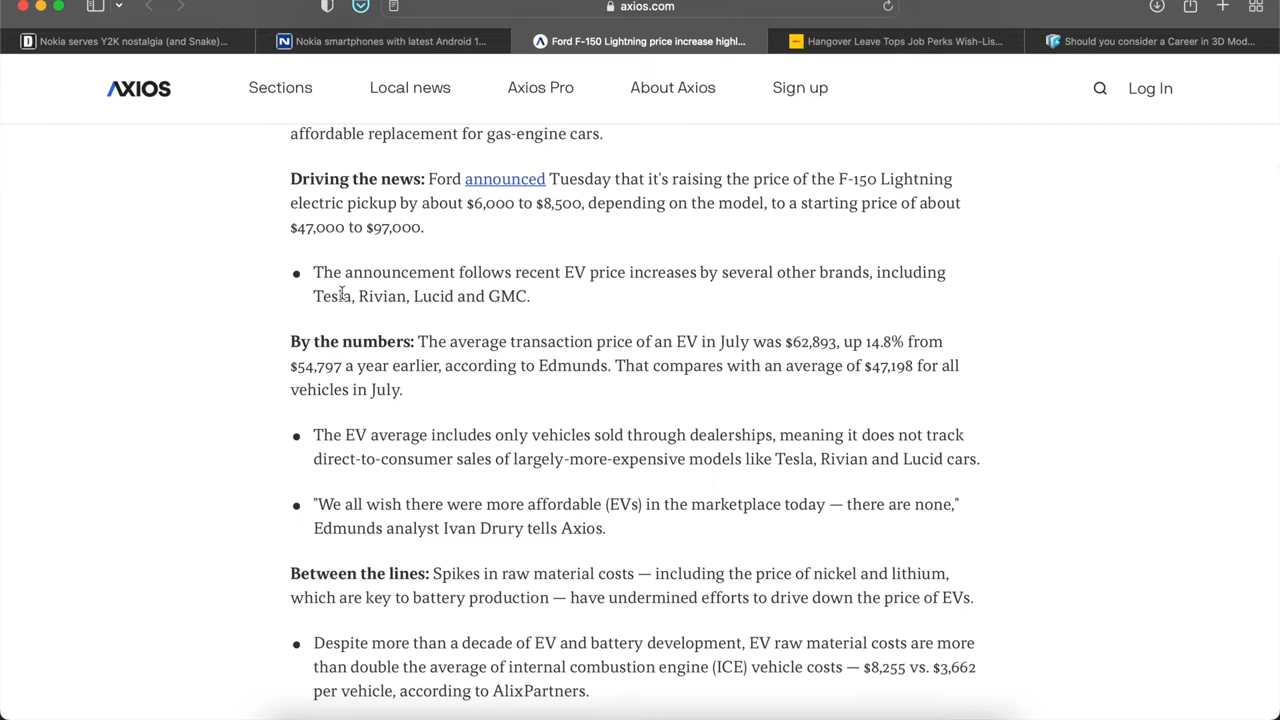 axios.com
Nokia serves Y2K nostalgia (and Snake)...
Nokia smartphones with latest Android 1...
Ford F-150 Lightning price increase highl...
Hangover Leave Tops Job Perks Wish-Lis...
Should you consider a Career in 3D Mod...
AXIOS
Sections
Local news
Axios Pro
About Axios
Sign up
Log In
affordable replacement for gas-engine cars.
Driving the news: Ford announced Tuesday that it's raising the price of the F-150 Lightning
electric pickup by about $6,000 to $8,500, depending on the model, to a starting price of about
$47,000 to $97,000.
● The announcement follows recent EV price increases by several other brands, including
Tesla, Rivian, Lucid and GMC.
By the numbers: The average transaction price of an EV in July was $62,893, up 14.8% from
$54,797 a year earlier, according to Edmunds. That compares with an average of $47,198 for all
vehicles in July.
● The EV average includes only vehicles sold through dealerships, meaning it does not track
direct-to-consumer sales of largely-more-expensive models like Tesla, Rivian and Lucid cars.
● "We all wish there were more affordable (EVs) in the marketplace today — there are none,"
Edmunds analyst Ivan Drury tells Axios.
Between the lines: Spikes in raw material costs — including the price of nickel and lithium,
which are key to battery production — have undermined efforts to drive down the price of EVs.
● Despite more than a decade of EV and battery development, EV raw material costs are more
than double the average of internal combustion engine (ICE) vehicle costs — $8,255 vs. $3,662
per vehicle, according to AlixPartners.